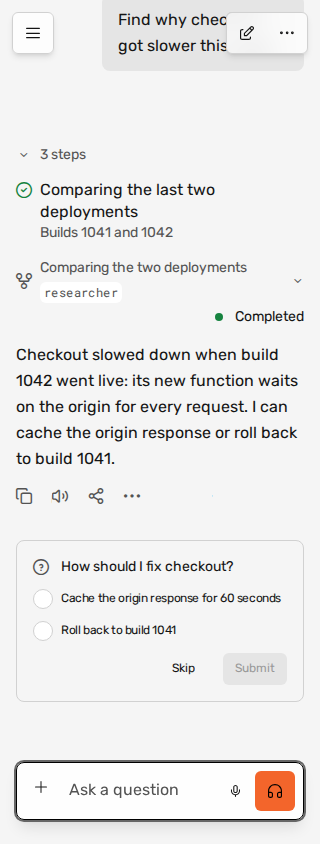 Find why chec
got slower this
3 steps
Comparing the last two
deployments
Builds 1041 and 1042
Comparing the two deployments
researcher
Completed
Checkout slowed down when build
1042 went live: its new function waits
on the origin for every request. I can
cache the origin response or roll back
to build 1041.
How should I fix checkout?
Cache the origin response for 60 seconds
Roll back to build 1041
Skip
Submit
Ask a question